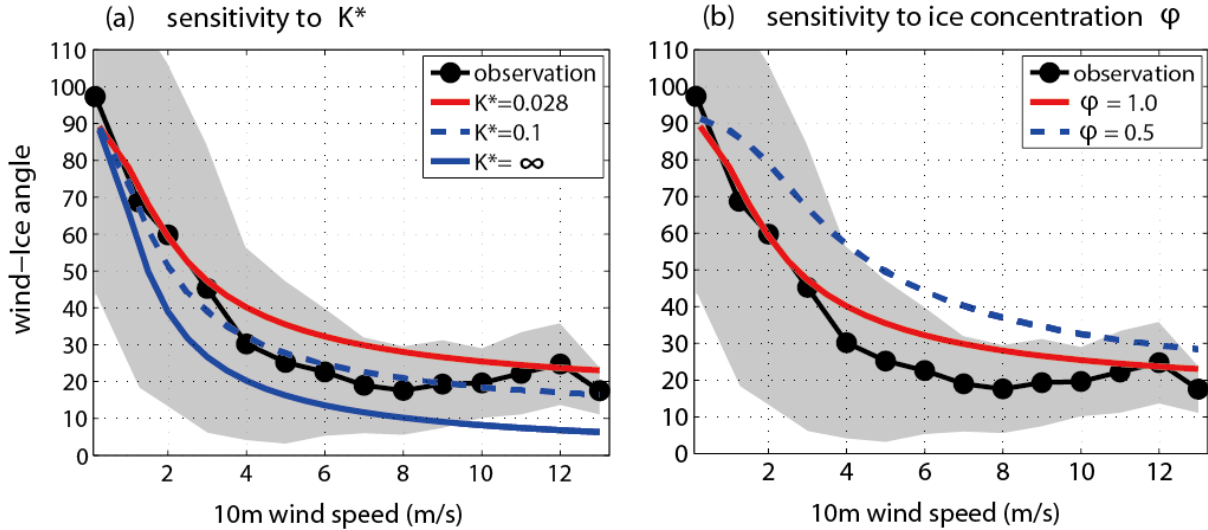 (a) sensitivity to K*
wind−Ice angle
110
100
90
80
70
60
50
40
30
20
10
0
observation
K*=0.028
K*=0.1
K*= ∞
2 4 6 8 10 12
10m wind speed (m/s)
(b) sensitivity to ice concentration φ
110
100
90
80
70
60
50
40
30
20
10
0
observation
φ = 1.0
φ = 0.5
2 4 6 8 10 12
10m wind speed (m/s)